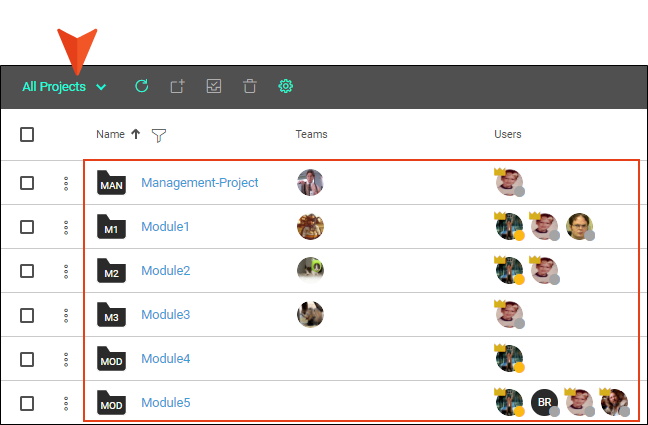 All Projects
Name Teams Users
MAN Management-Project
M1 Module1
M2 Module2
M3 Module3
MOD Module4
MOD Module5 BR